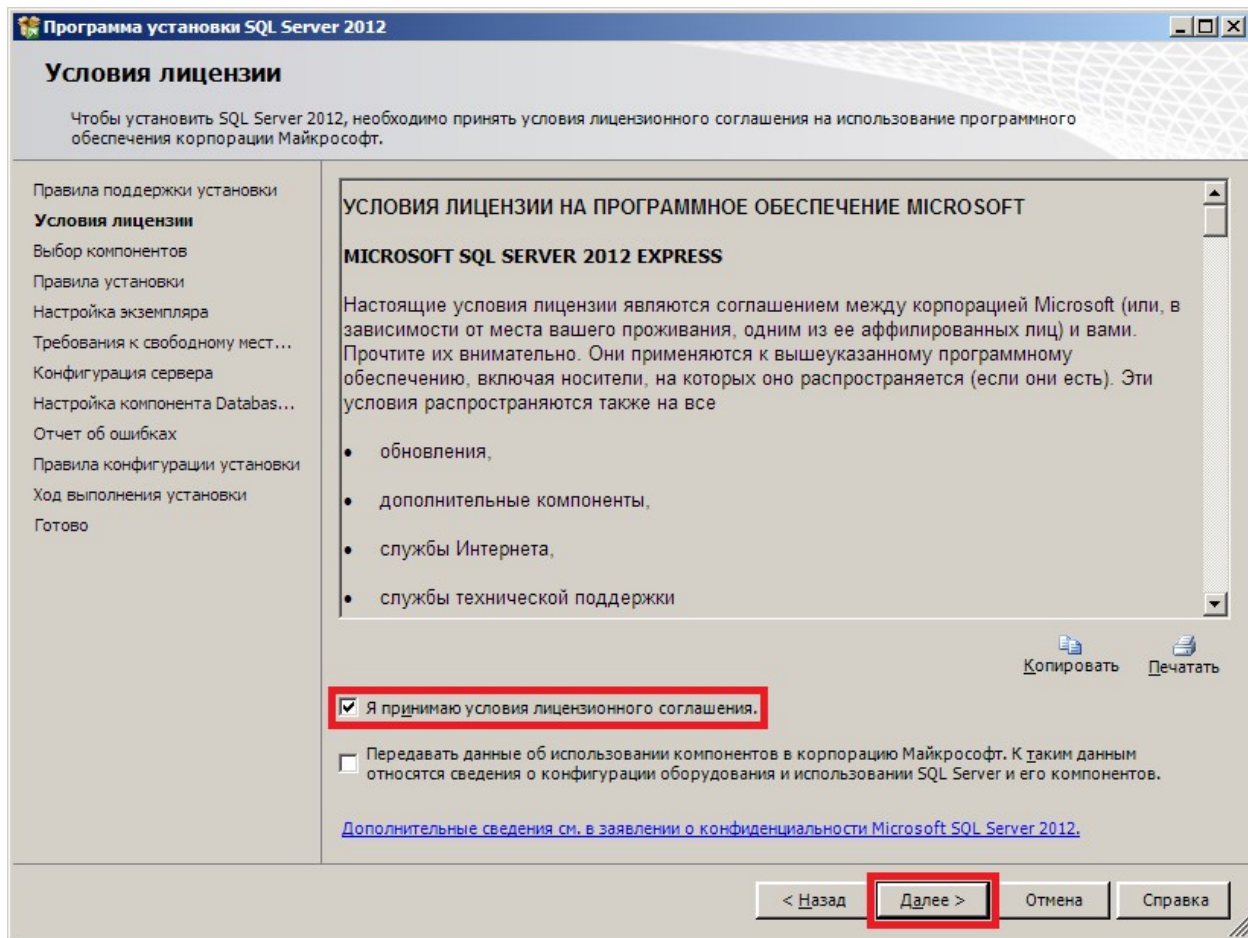 Программа установки SQL Server 2012
Условия лицензии
Чтобы установить SQL Server 2012, необходимо принять условия лицензионного соглашения на использование программного
обеспечения корпорации Майкрософт.
Правила поддержки установки
Условия лицензии
Выбор компонентов
Правила установки
Настройка экземпляра
Требования к свободному мест...
Конфигурация сервера
Настройка компонента Databas...
Отчет об ошибках
Правила конфигурации установки
Ход выполнения установки
Готово
УСЛОВИЯ ЛИЦЕНЗИИ НА ПРОГРАММНОЕ ОБЕСПЕЧЕНИЕ MICROSOFT
MICROSOFT SQL SERVER 2012 EXPRESS
Настоящие условия лицензии являются соглашением между корпорацией Microsoft (или, в
зависимости от места вашего проживания, одним из ее аффилированных лиц) и вами.
Прочтите их внимательно. Они применяются к вышеуказанному программному
обеспечению, включая носители, на которых оно распространяется (если они есть). Эти
условия распространяются также на все
• обновления,
• дополнительные компоненты,
• службы Интернета,
• службы технической поддержки
Копировать Печатать
Я принимаю условия лицензионного соглашения.
Передавать данные об использовании компонентов в корпорацию Майкрософт. К таким данным
относятся сведения о конфигурации оборудования и использовании SQL Server и его компонентов.
Дополнительные сведения см. в заявлении о конфиденциальности Microsoft SQL Server 2012.
< Назад Далее > Отмена Справка